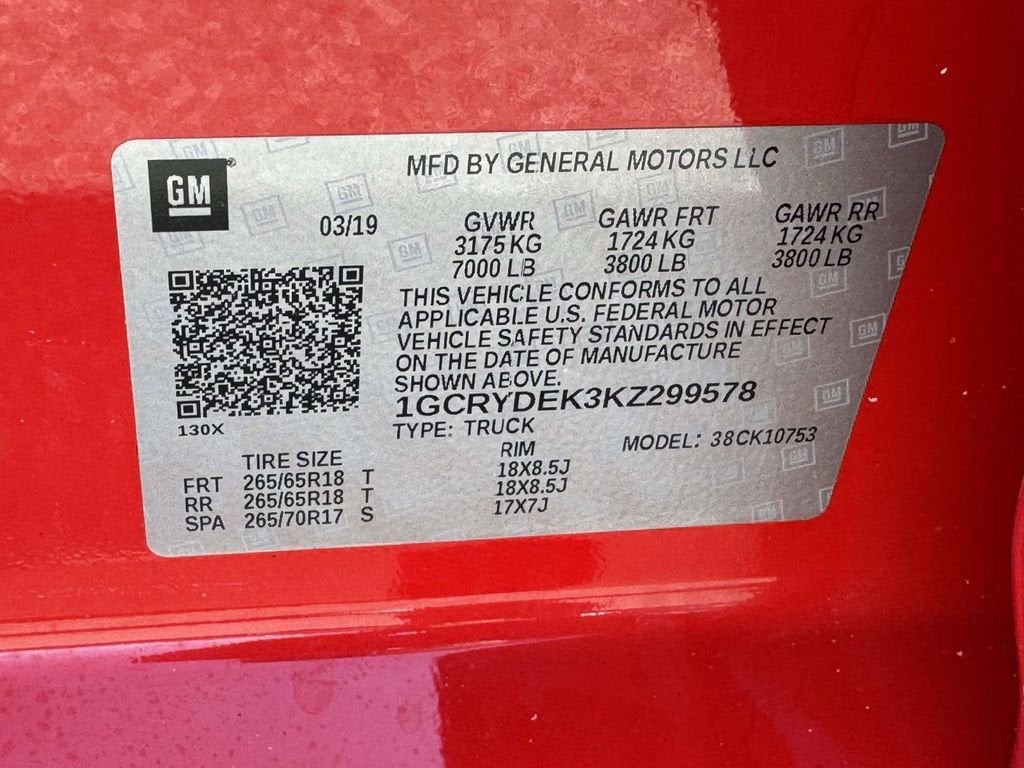 GM
MFD BY GENERAL MOTORS LLC
03/19
GVWR
3175 KG
7000 LB
GAWR FRT
1724 KG
3800 LB
GAWR RR
1724 KG
3800 LB
THIS VEHICLE CONFORMS TO ALL
APPLICABLE U.S. FEDERAL MOTOR
VEHICLE SAFETY STANDARDS IN EFFECT
ON THE DATE OF MANUFACTURE
SHOWN ABOVE.
1GCRYDEK3KZ299578
130X
TYPE: TRUCK
MODEL: 38CK10753
TIRE SIZE RIM
FRT 265/65R18 T 18X8.5J
RR 265/65R18 T 18X8.5J
SPA 265/70R17 S 17X7J